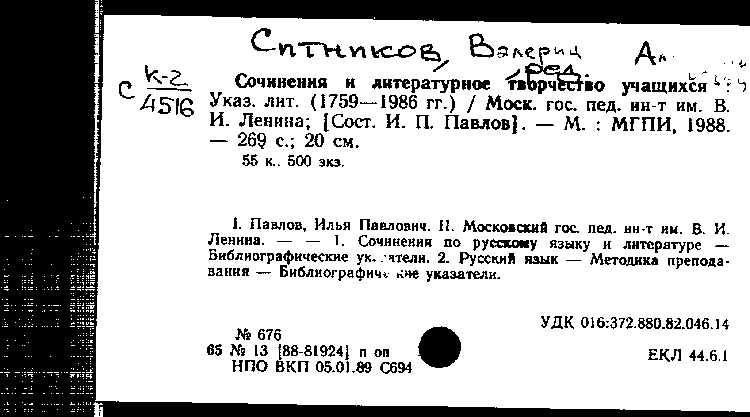 Ситников, Валерий
ред.
С К-2
4516
Сочинения и литературное творчество учащихся :
Указ. лит. (1759—1986 гг.) / Моск. гос. пед. ин-т им. В.
И. Ленина; [Сост. И. П. Павлов]. — М. : МГПИ, 1988.
— 269 с.; 20 см.
55 к.. 500 экз.
I. Павлов, Илья Павлович. II. Московский гос. пед. ин-т им. В. И.
Ленина. — — 1. Сочинения по русскому языку и литературе —
Библиографические указатели. 2. Русский язык — Методика препода-
вания — Библиографические указатели.
УДК 016:372.880.82.046.14
№ 676
65 № 13 [88-81924] п оп
ЕКЛ 44.6.1
НПО ВКП 05.01.89 С694